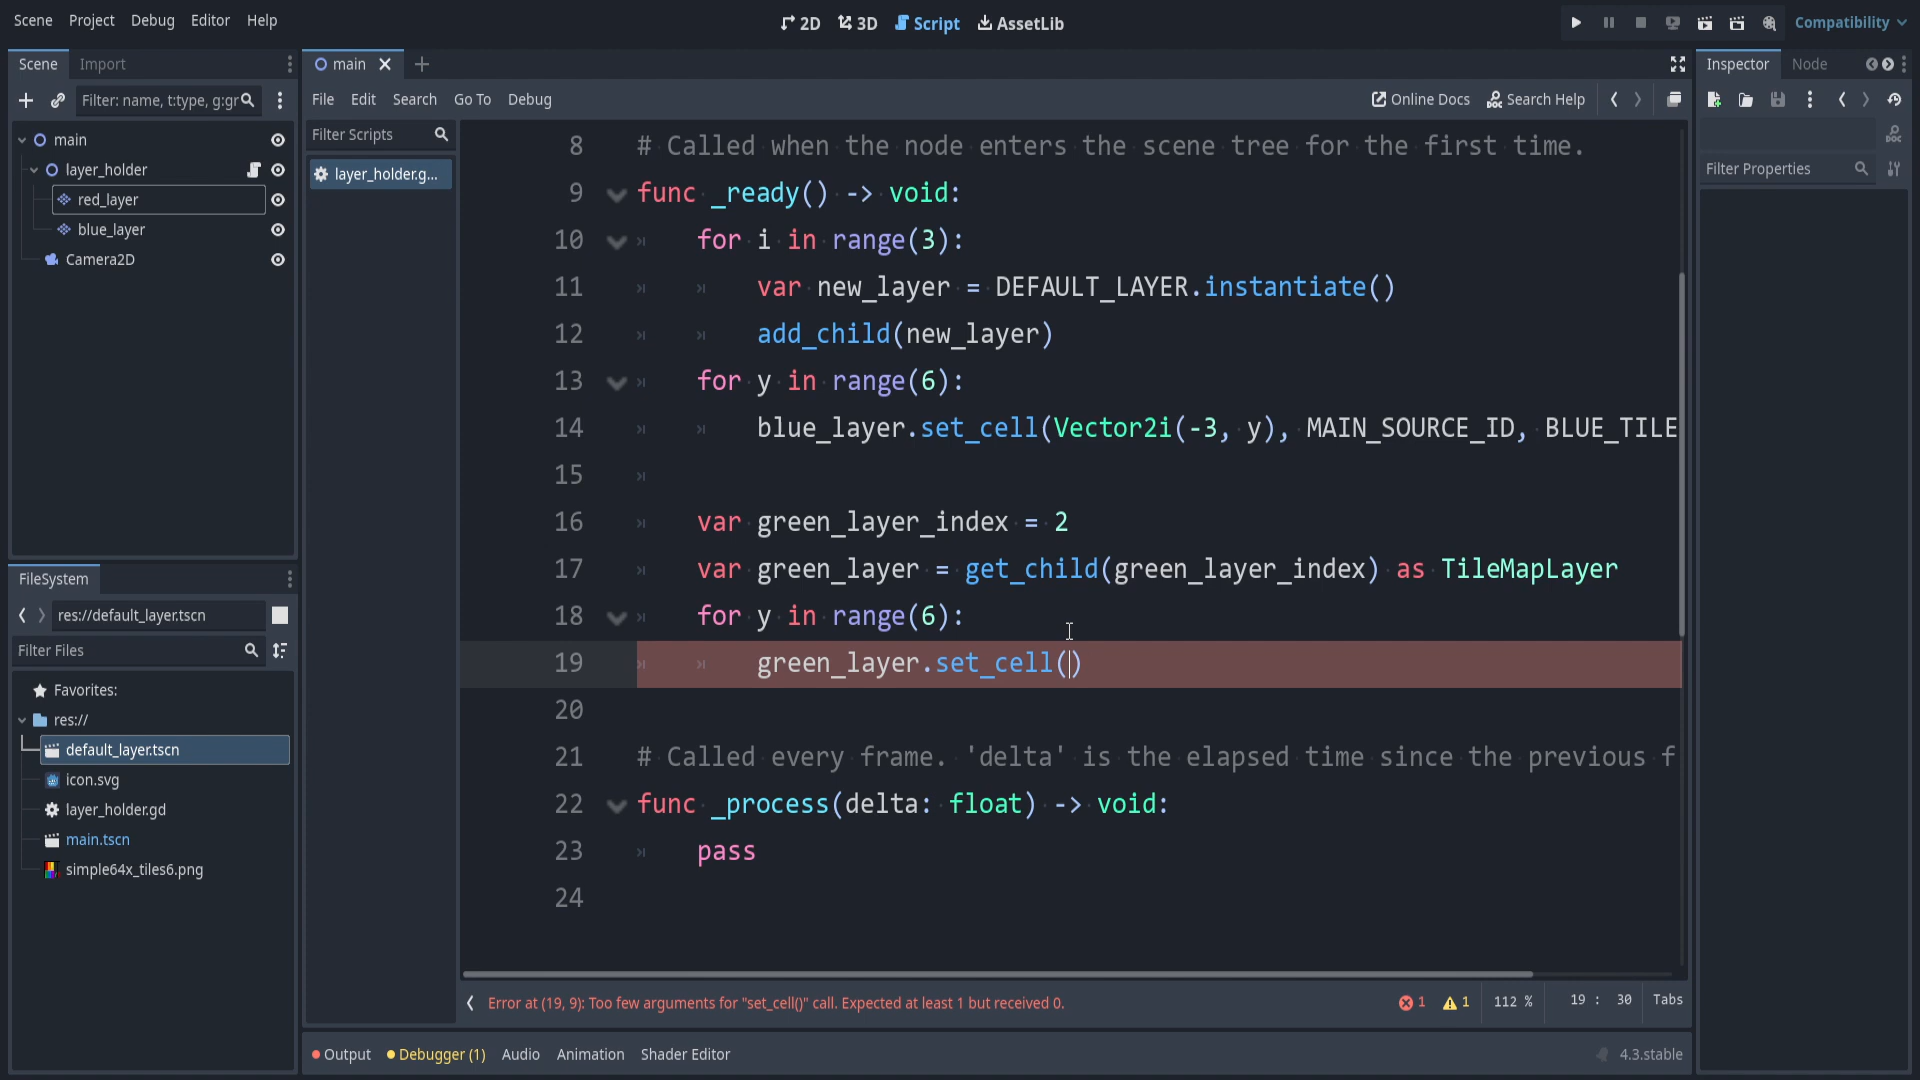 Scene Project Debug Editor Help
2D 3D Script AssetLib
Compatibility
Scene Import
main
Inspector Node
Filter: name, t:type, g:gr
File Edit Search Go To Debug
Online Docs Search Help
main
layer_holder
red_layer
blue_layer
Camera2D
Filter Scripts
layer_holder.g...
Filter Properties
8 # Called when the node enters the scene tree for the first time.
9 func _ready() -> void:
10 for i in range(3):
11 var new_layer = DEFAULT_LAYER.instantiate()
12 add_child(new_layer)
13 for y in range(6):
14 blue_layer.set_cell(Vector2i(-3, y), MAIN_SOURCE_ID, BLUE_TILE
15
16 var green_layer_index = 2
17 var green_layer = get_child(green_layer_index) as TileMapLayer
18 for y in range(6):
19 green_layer.set_cell()
20
21 # Called every frame. 'delta' is the elapsed time since the previous f
22 func _process(delta: float) -> void:
23 pass
24
FileSystem
res://default_layer.tscn
Filter Files
Favorites:
res://
default_layer.tscn
icon.svg
layer_holder.gd
main.tscn
simple64x_tiles6.png
Error at (19, 9): Too few arguments for "set_cell()" call. Expected at least 1 but received 0.
1 1 112 % 19 : 30 Tabs
Output Debugger (1) Audio Animation Shader Editor
4.3.stable